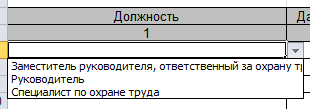 Должность
Да
1
Заместитель руководителя, ответственный за охрану тр
Руководитель
Специалист по охране труда